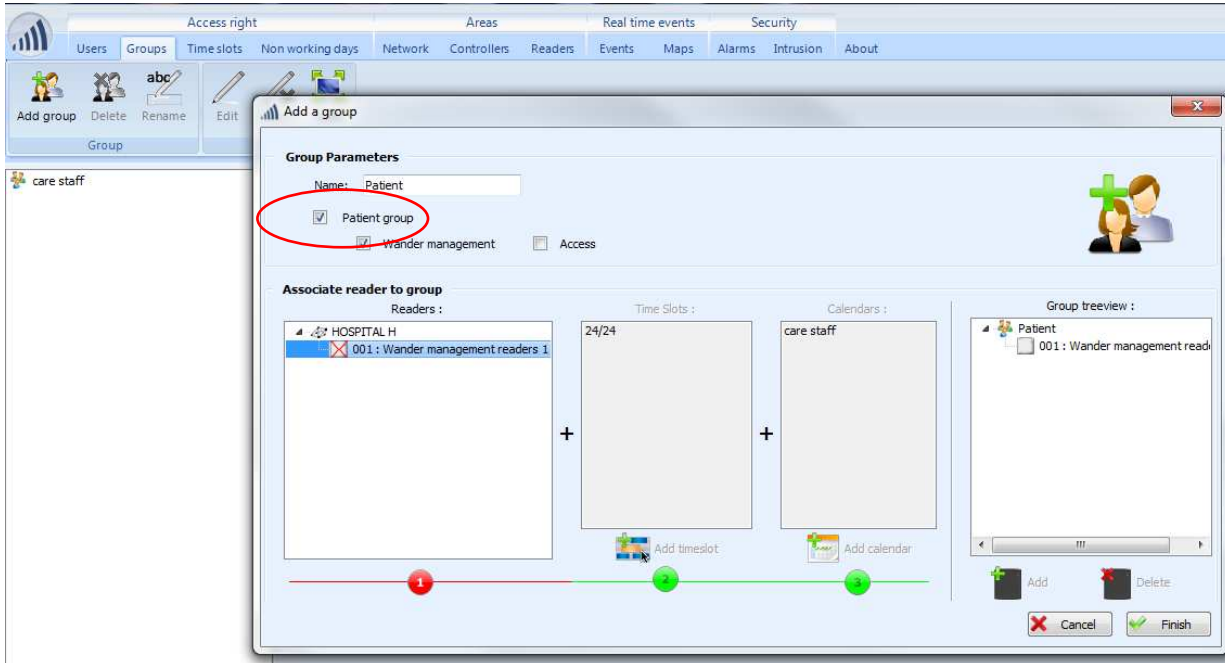 Access right Areas Real time events Security
Users Groups Time slots Non working days Network Controllers Readers Events Maps Alarms Intrusion About
abc
Add group Delete Rename Edit
Group
Add a group
care staff
Group Parameters
Name: Patient
Patient group
Wander management Access
Associate reader to group
Readers : Time Slots : Calendars : Group treeview :
HOSPITAL H 24/24 care staff Patient
001 : Wander management readers 1 001 : Wander management read
+ +
Add timeslot Add calendar
1 2 3
Add Delete
Cancel Finish